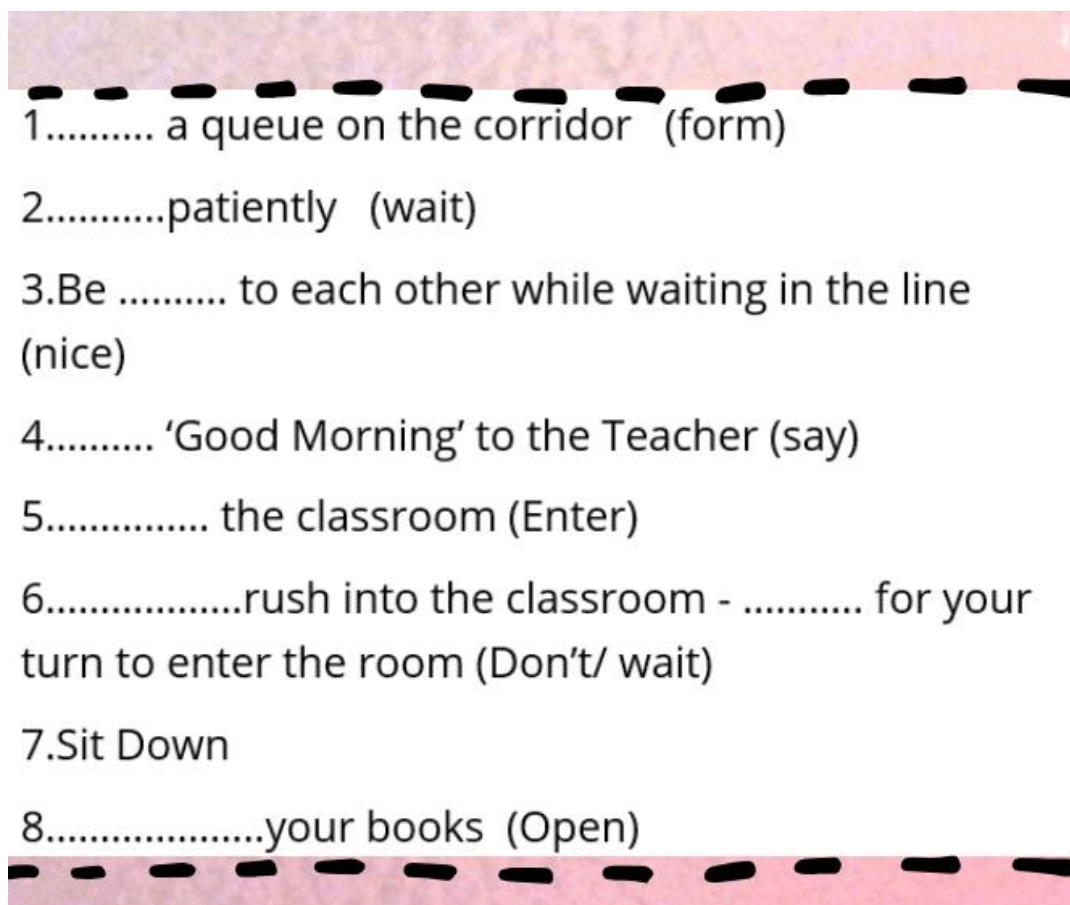 1.......... a queue on the corridor (form)
2...........patiently (wait)
3.Be .......... to each other while waiting in the line
(nice)
4.......... ‘Good Morning’ to the Teacher (say)
5............... the classroom (Enter)
6..................rush into the classroom - ........... for your
turn to enter the room (Don’t/ wait)
7.Sit Down
8....................your books (Open)